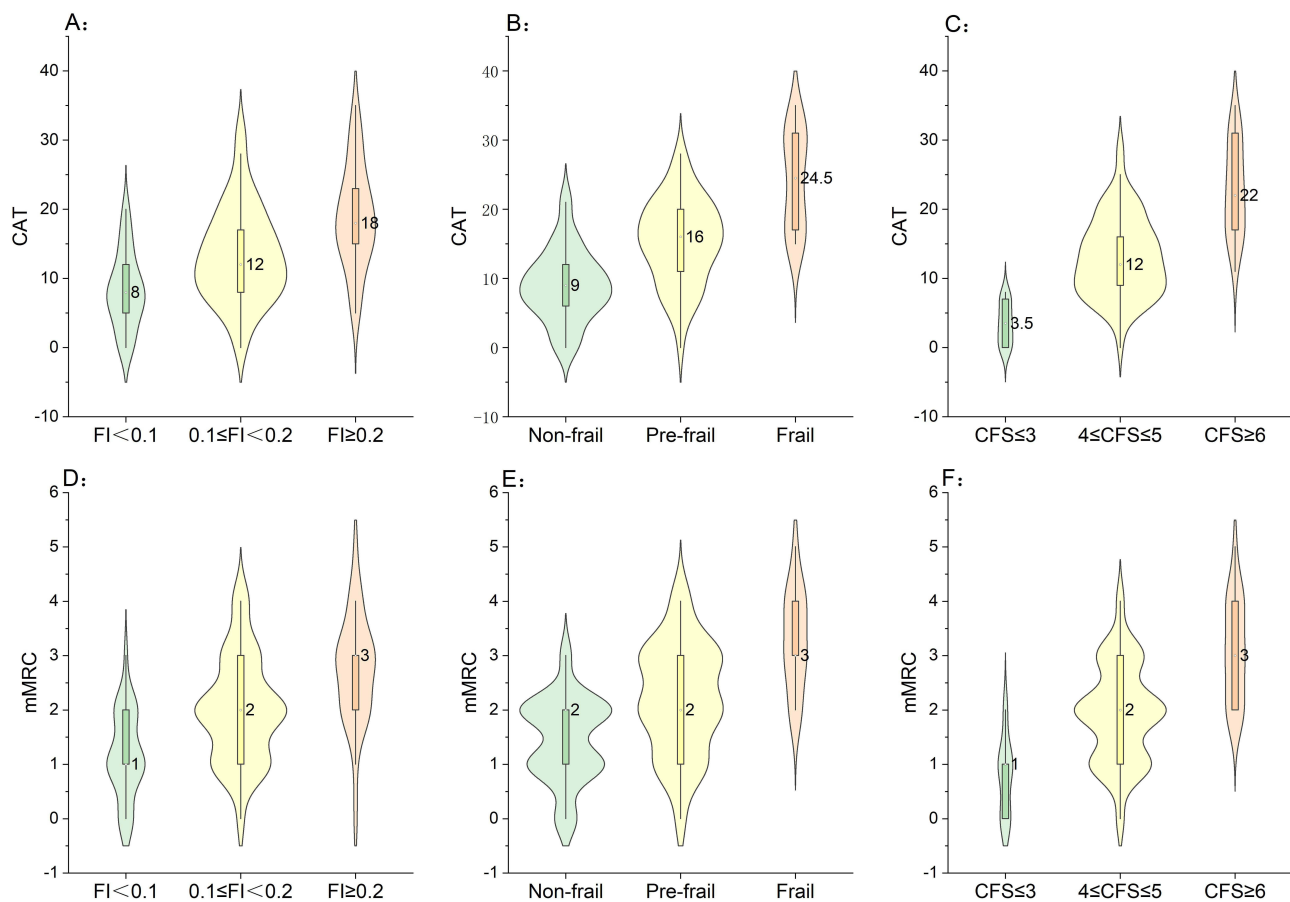 A：
CAT
40
30
20
10
0
-10
8
12
18
FI＜0.1
0.1≤FI＜0.2
FI≥0.2
B：
CAT
40
30
20
10
0
-10
9
16
24.5
Non-frail
Pre-frail
Frail
C：
CAT
40
30
20
10
0
-10
3.5
12
22
CFS≤3
4≤CFS≤5
CFS≥6
D：
mMRC
6
5
4
3
2
1
0
-1
1
2
3
FI＜0.1
0.1≤FI＜0.2
FI≥0.2
E：
mMRC
6
5
4
3
2
1
0
-1
2
2
3
Non-frail
Pre-frail
Frail
F：
mMRC
6
5
4
3
2
1
0
-1
1
2
3
CFS≤3
4≤CFS≤5
CFS≥6